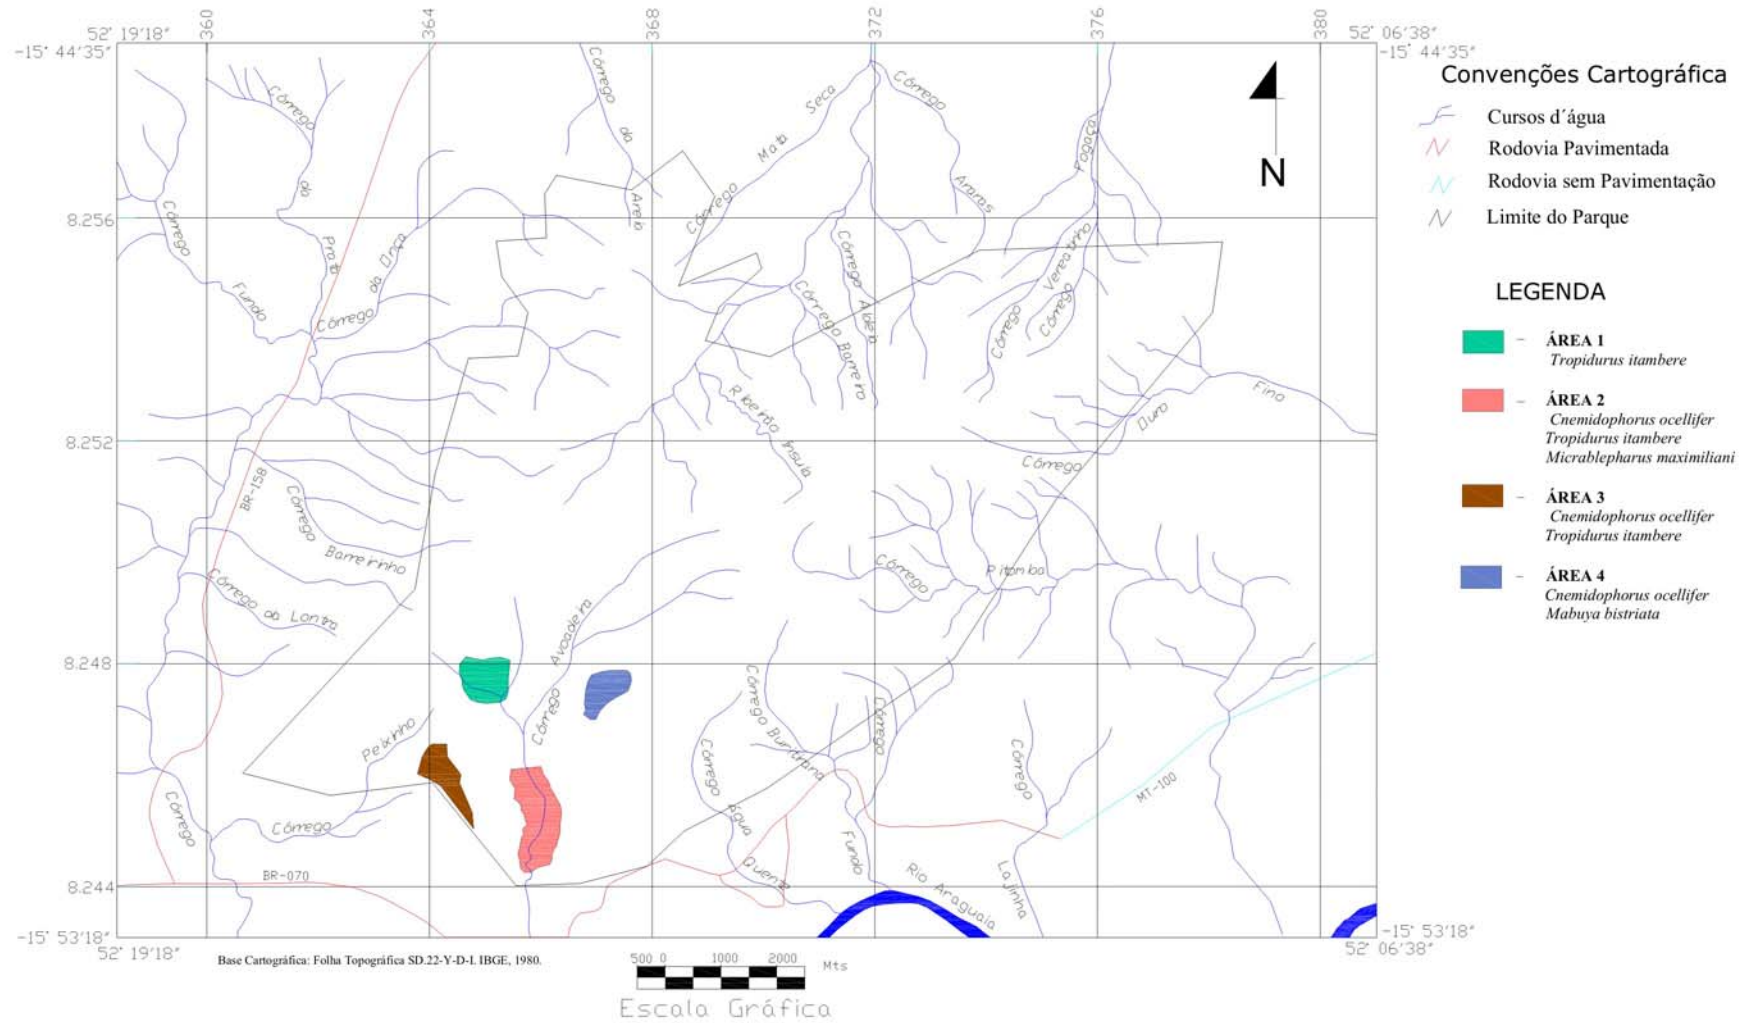 360
364
368
372
376
380
52° 19'18"
52° 06'38"
-15° 44'35"
-15° 44'35"
Convenções Cartográfica
Cursos d´água
Rodovia Pavimentada
Rodovia sem Pavimentação
Limite do Parque
N
LEGENDA
ÁREA 1
Tropidurus itambere
ÁREA 2
Cnemidophorus ocellifer
Tropidurus itambere
Micrablepharus maximiliani
ÁREA 3
Cnemidophorus ocellifer
Tropidurus itambere
ÁREA 4
Cnemidophorus ocellifer
Mabuya bistriata
8.256
8.252
8.248
8.244
Córrego do Prata
Córrego da Areia
Córrego Mata Seca
Córrego Araras
Fogaça
Córrego Fundo
Córrego da Onça
Córrego Aldeia
Córrego Barreiro
Córrego Vereatinho
Córrego
Ribeirão Insula
Córrego Duro
Fino
BR-158
Córrego Barreirinho
Córrego da Lontra
Córrego Pitomba
Córrego Avoadeira
Peixinho
Córrego
Córrego
Córrego Buritirana
Córrego Fundo
Córrego Água Quente
Córrego Lajinha
MT-100
BR-070
Rio Araguaia
-15° 53'18"
-15° 53'18"
52° 19'18"
52° 06'38"
Base Cartográfica: Folha Topográfica SD.22-Y-D-I. IBGE, 1980.
500 0 1000 2000 Mts
Escala Gráfica